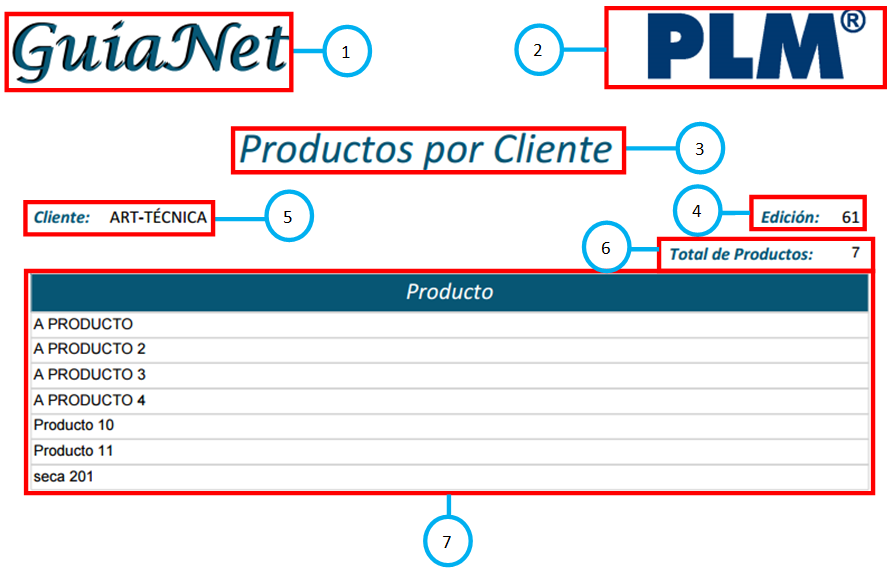 GuíaNet 1 2 PLM®
Productos por Cliente 3
Cliente: ART-TÉCNICA 5 4 Edición: 61
6 Total de Productos: 7
Producto
A PRODUCTO
A PRODUCTO 2
A PRODUCTO 3
A PRODUCTO 4
Producto 10
Producto 11
seca 201
7